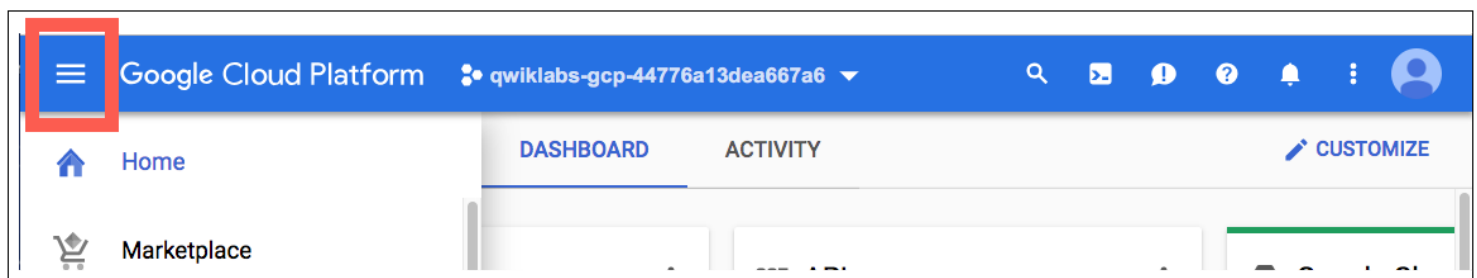 Google Cloud Platform qwiklabs-gcp-44776a13dea667a6
Home DASHBOARD ACTIVITY CUSTOMIZE
Marketplace